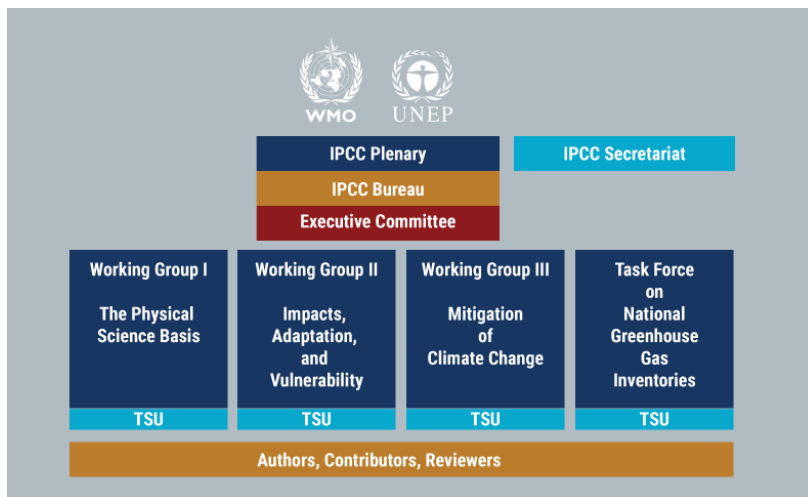 WMO
UNEP
IPCC Plenary
IPCC Secretariat
IPCC Bureau
Executive Committee
Working Group I
The Physical
Science Basis
TSU
Working Group II
Impacts,
Adaptation,
and
Vulnerability
TSU
Working Group III
Mitigation
of
Climate Change
TSU
Task Force
on
National
Greenhouse
Gas
Inventories
TSU
Authors, Contributors, Reviewers